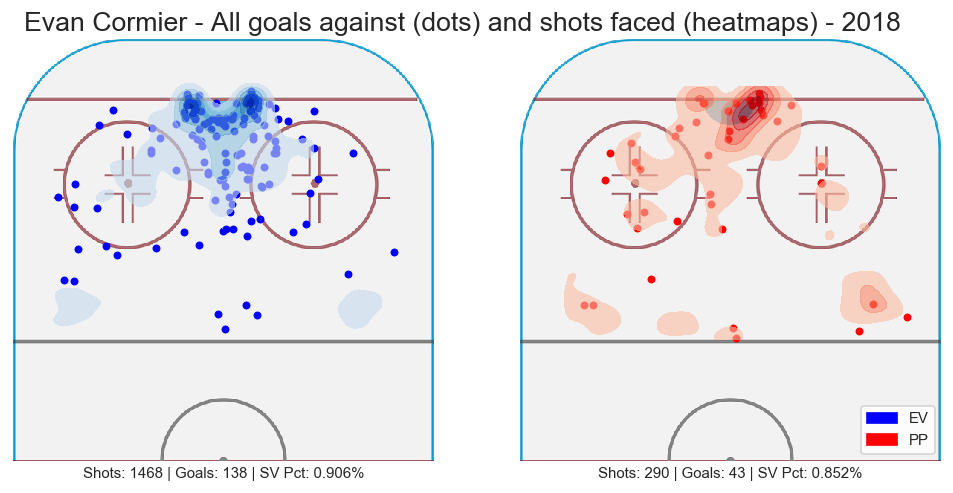 Evan Cormier - All goals against (dots) and shots faced (heatmaps) - 2018
EV
PP
Shots: 1468 | Goals: 138 | SV Pct: 0.906%
Shots: 290 | Goals: 43 | SV Pct: 0.852%